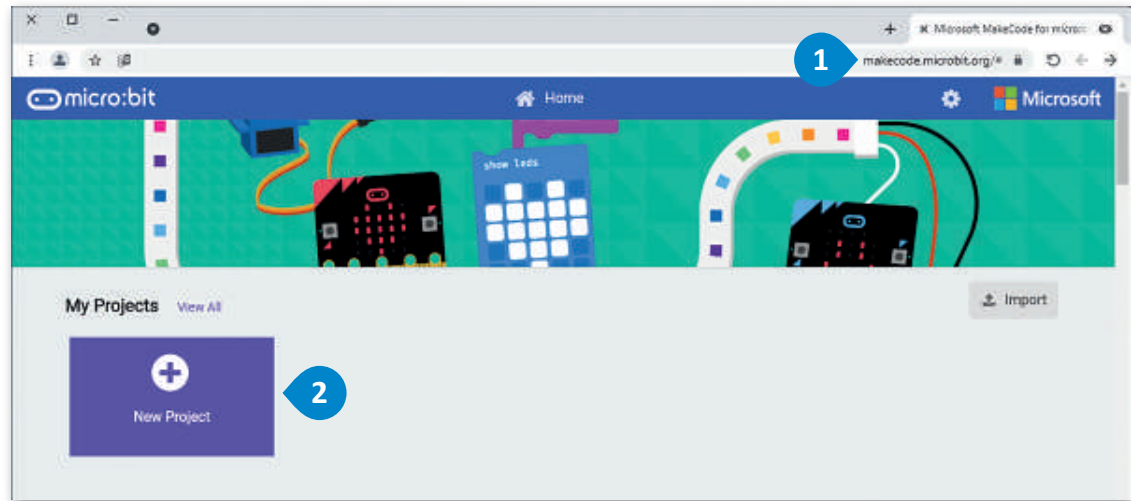 Microsoft MakeCode for micro:
1
makecode.microbit.org/#
micro:bit
Home
Microsoft
show leds
My Projects
View All
Import
New Project
2